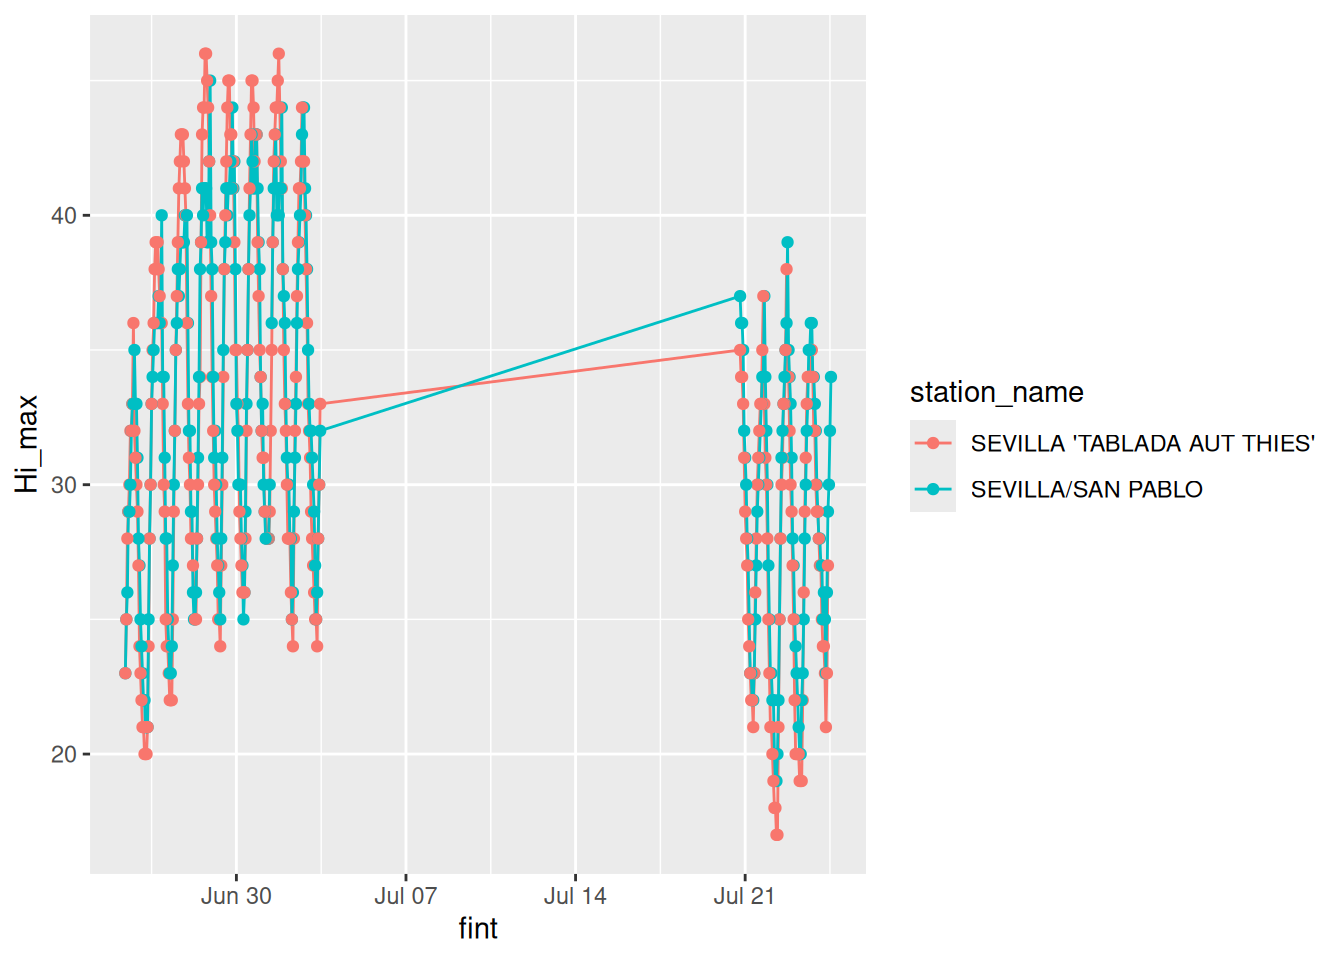 Hi_max
40
30
20
Jun 30
Jul 07
Jul 14
Jul 21
fint
station_name
SEVILLA 'TABLADA AUT THIES'
SEVILLA/SAN PABLO